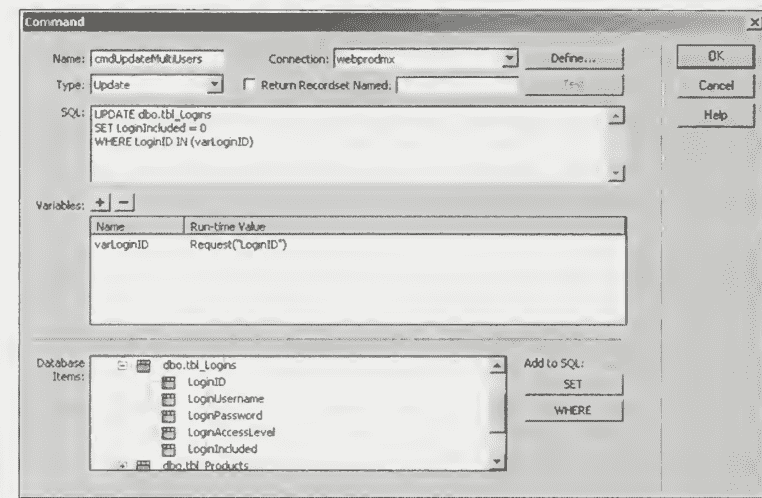 Command
Name: cmdUpdateMultiUsers Connection: webprodmx Define... OK
Type: Update Return Recordset Named: Test Cancel
SQL: UPDATE dbo.tbl_Logins Help
SET LoginIncluded = 0
WHERE LoginID IN (varLoginID)
Variables: + −
Name Run-time Value
varLoginID Request("LoginID")
Database Items: dbo.tbl_Logins Add to SQL:
LoginID SET
LoginUsername
LoginPassword WHERE
LoginAccessLevel
LoginIncluded
dbo.tbl_Products